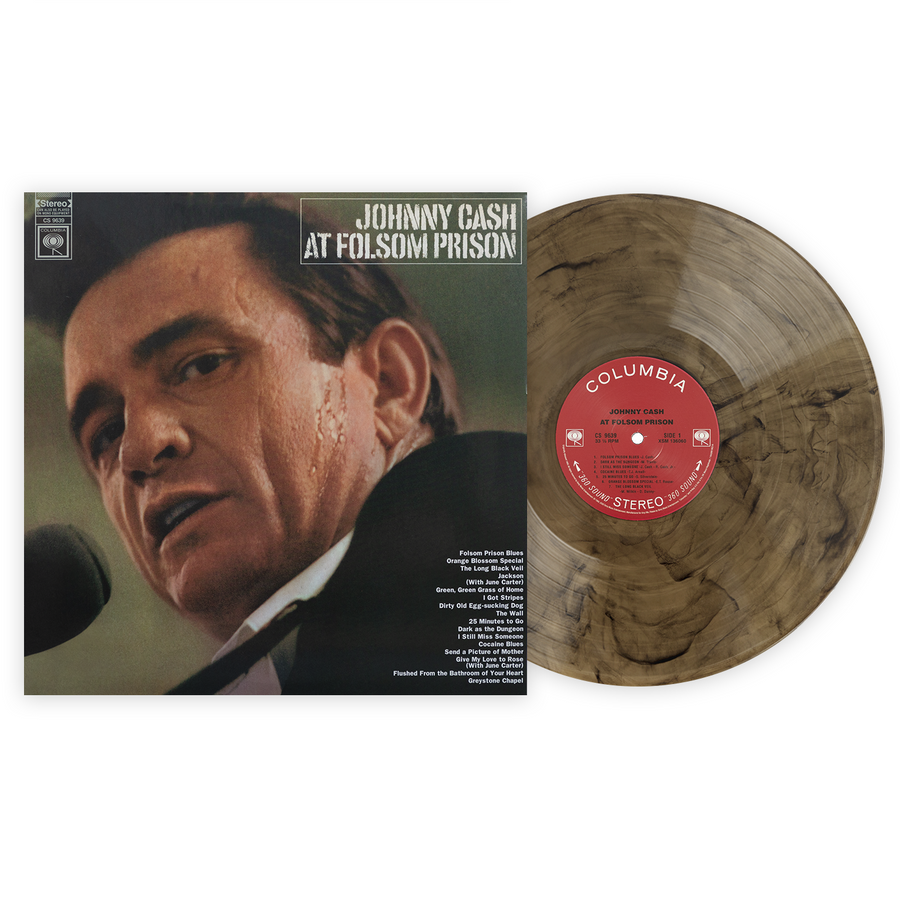 Stereo
CS 9639
COLUMBIA
JOHNNY CASH
AT FOLSOM PRISON
Folsom Prison Blues
Orange Blossom Special
The Long Black Veil
Jackson
(With June Carter)
Green, Green Grass of Home
I Got Stripes
Dirty Old Egg-sucking Dog
The Wall
25 Minutes to Go
Dark as the Dungeon
I Still Miss Someone
Cocaine Blues
Send a Picture of Mother
Give My Love to Rose
(With June Carter)
Flushed From the Bathroom of Your Heart
Greystone Chapel
COLUMBIA
JOHNNY CASH
AT FOLSOM PRISON
CS 9639
SIDE 1
"360 SOUND" STEREO "360 SOUND"